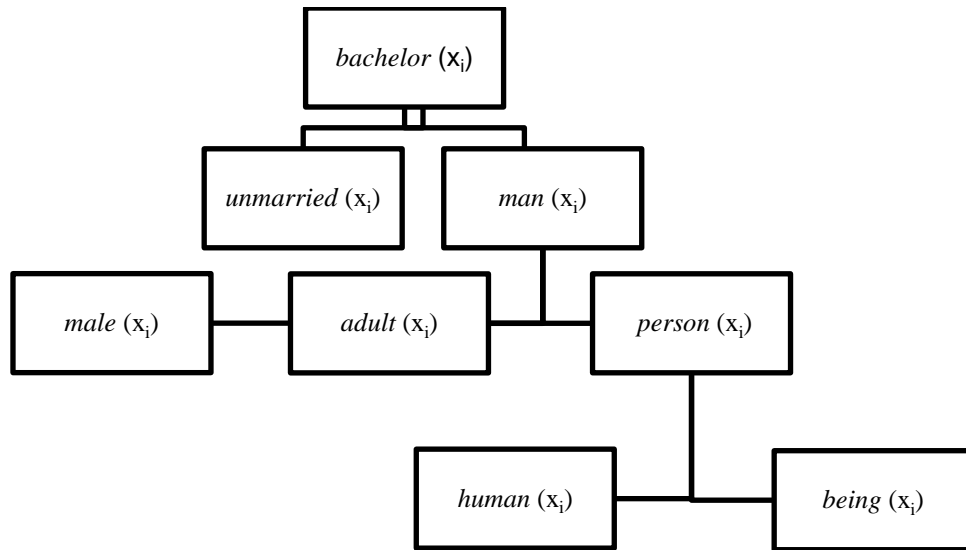 bachelor (xᵢ)
unmarried (xᵢ)
man (xᵢ)
male (xᵢ)
adult (xᵢ)
person (xᵢ)
human (xᵢ)
being (xᵢ)